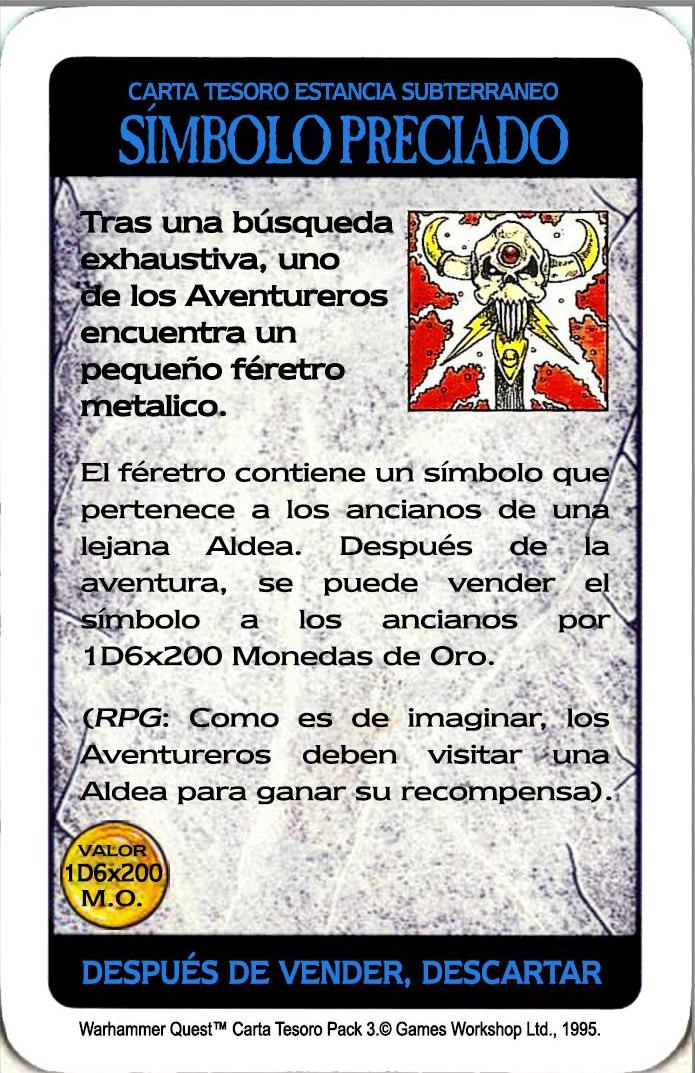 CARTA TESORO ESTANCIA SUBTERRANEO
SÍMBOLO PRECIADO
Tras una búsqueda
exhaustiva, uno
de los Aventureros
encuentra un
pequeño féretro
metalico.
El féretro contiene un símbolo que
pertenece a los ancianos de una
lejana Aldea. Después de la
aventura, se puede vender el
símbolo a los ancianos por
1D6x200 Monedas de Oro.
(RPG: Como es de imaginar, los
Aventureros deben visitar una
Aldea para ganar su recompensa).
VALOR
1D6x200
M.O.
DESPUÉS DE VENDER, DESCARTAR
Warhammer Quest™ Carta Tesoro Pack 3.© Games Workshop Ltd., 1995.